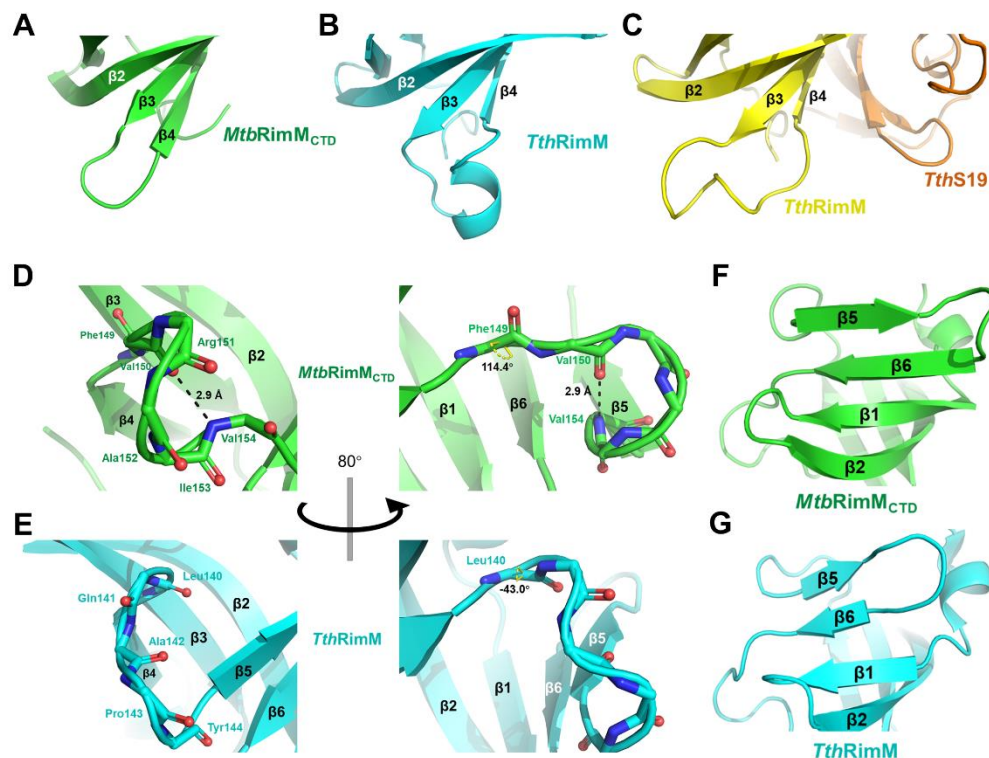 A
β2
β3
β4
MtbRimM_CTD
B
β2
β3
β4
TthRimM
C
β2
β3
β4
TthRimM
TthS19
D
β3
Phe149
Val150
Arg151
β2
2.9 Å
β4
Val154
Ala152
Ile153
MtbRimM_CTD
Phe149
114.4°
Val150
2.9 Å
Val154
β1
β6
β5
80°
F
β5
β6
β1
β2
MtbRimM_CTD
E
Leu140
Gln141
β2
Ala142
β3
β4
β5
Pro143
Tyr144
β6
TthRimM
Leu140
-43.0°
β5
β2
β1
β6
G
β5
β6
β1
β2
TthRimM